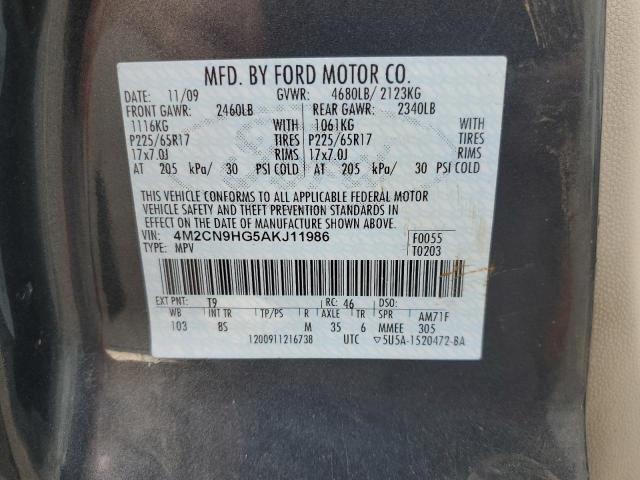 MFD. BY FORD MOTOR CO.
DATE: 11/09 GVWR: 4680LB/ 2123KG
FRONT GAWR: 2460LB REAR GAWR: 2340LB
1116KG WITH 1061KG WITH
P225/65R17 TIRES P225/65R17 TIRES
17x7.0J RIMS 17x7.0J RIMS
AT 205 kPa/ 30 PSI COLD AT 205 kPa/ 30 PSI COLD
THIS VEHICLE CONFORMS TO ALL APPLICABLE FEDERAL MOTOR
VEHICLE SAFETY AND THEFT PREVENTION STANDARDS IN
EFFECT ON THE DATE OF MANUFACTURE SHOWN ABOVE.
VIN: 4M2CN9HG5AKJ11986 F0055
TYPE: MPV T0203
EXT PNT: T9 RC: 46 DSO:
WB INT TR TP/PS R AXLE TR SPR AM71F
103 BS M 35 6 MMEE 305
1200911216738 UTC ▽5U5A-1520472-BA